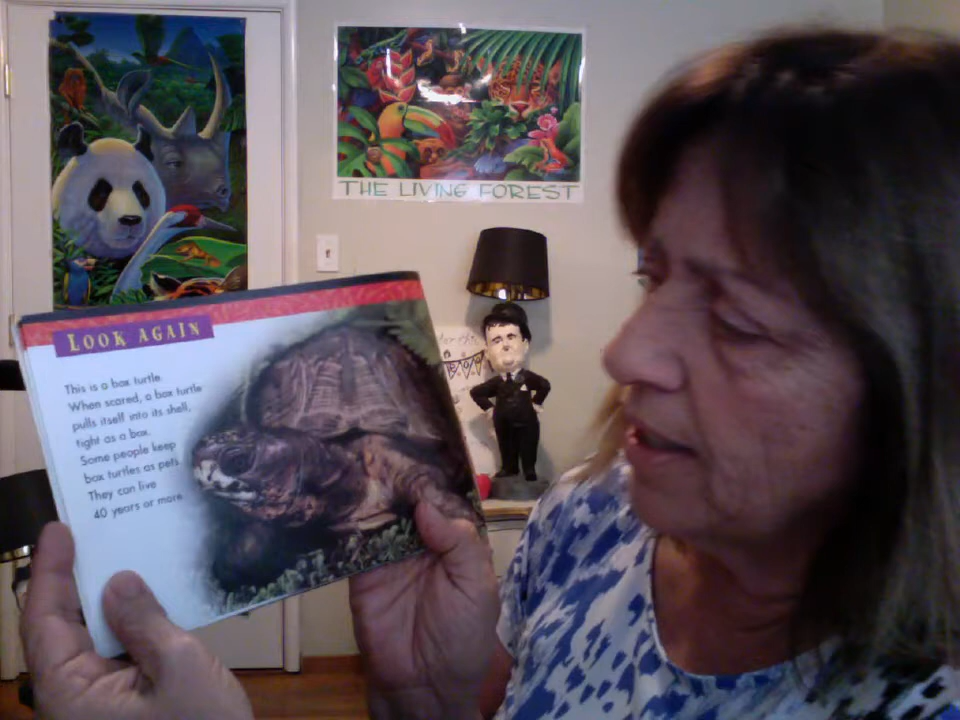 THE LIVING FOREST
LOOK AGAIN
This is a box turtle.
When scared, a box turtle
pulls itself into its shell,
tight as a box.
Some people keep
box turtles as pets.
They can live
40 years or more.